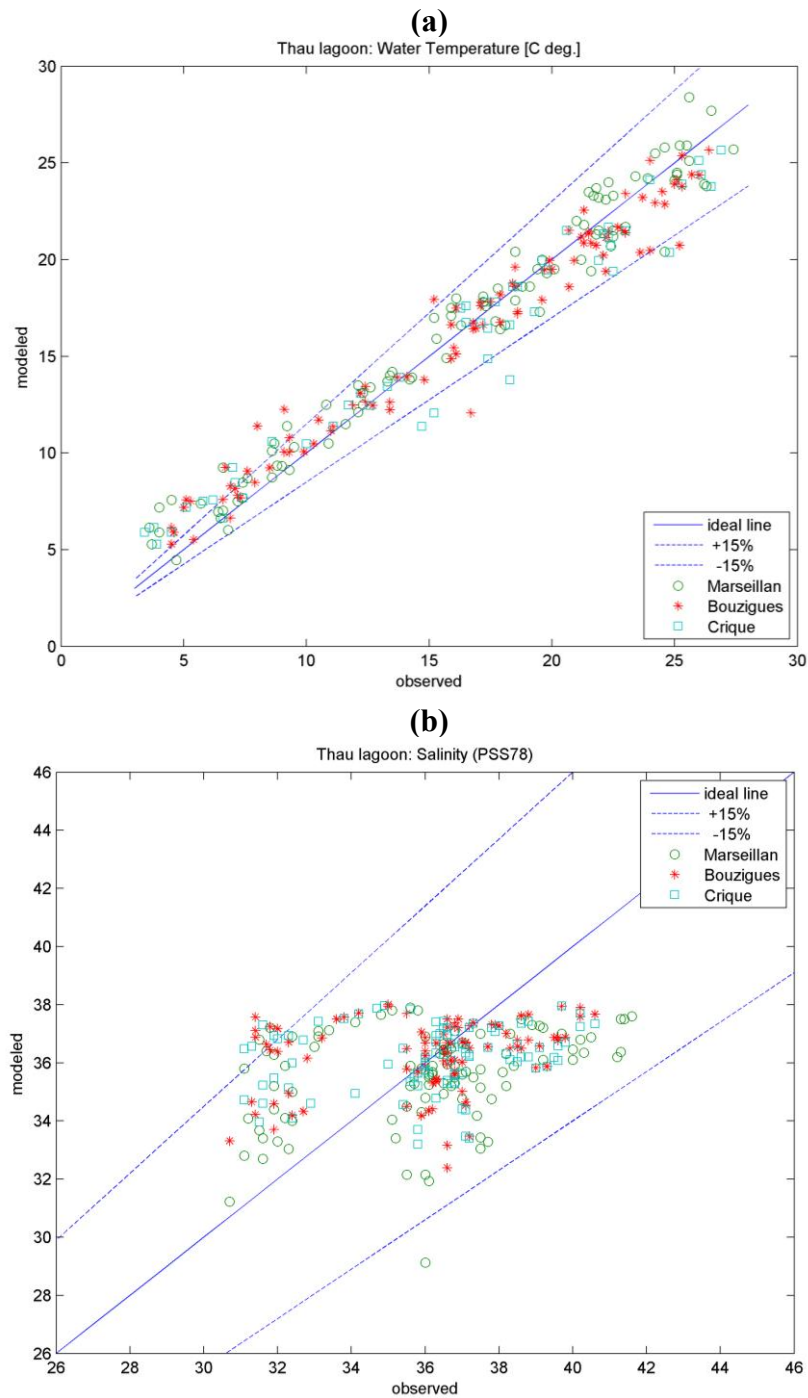 (a)
Thau lagoon: Water Temperature [C deg.]
30
25
20
15
10
5
0
modeled
0 5 10 15 20 25 30
observed
ideal line
+15%
-15%
Marseillan
Bouzigues
Crique
(b)
Thau lagoon: Salinity (PSS78)
46
44
42
40
38
36
34
32
30
28
26
modeled
26 28 30 32 34 36 38 40 42 44 46
observed
ideal line
+15%
-15%
Marseillan
Bouzigues
Crique